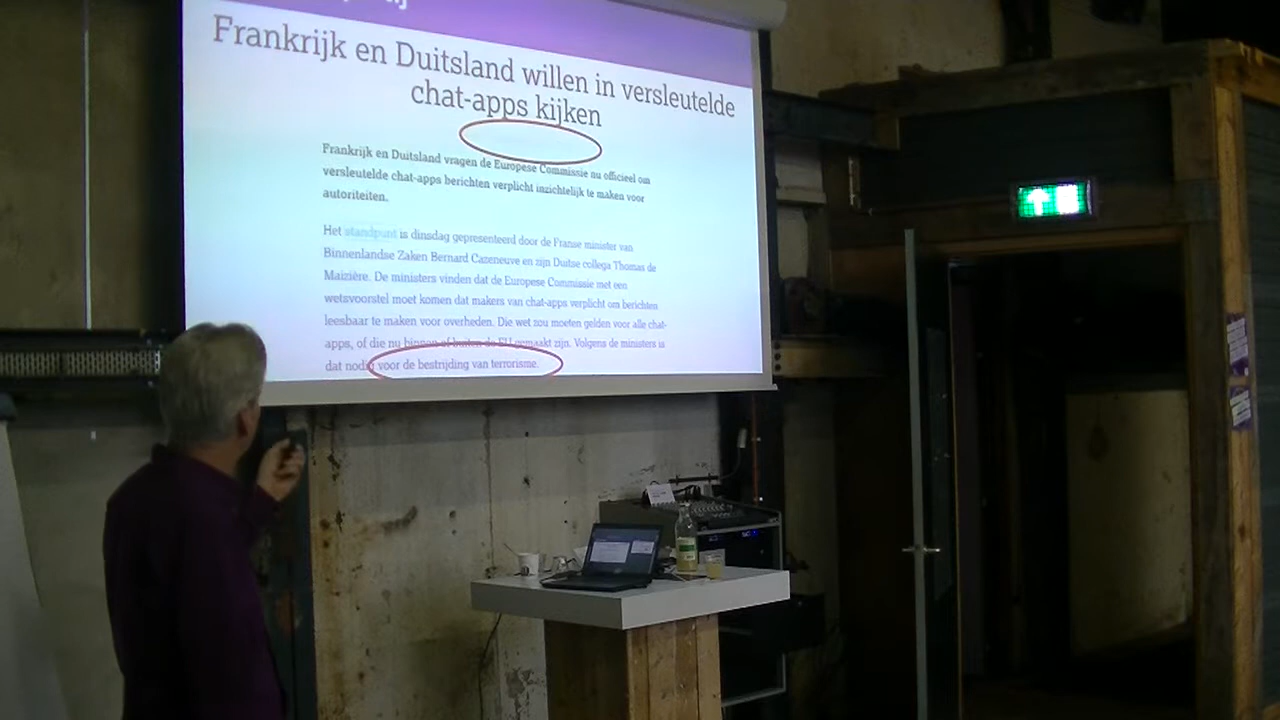 Frankrijk en Duitsland willen in versleutelde
chat-apps kijken
Frankrijk en Duitsland vragen de Europese Commissie nu officieel om
versleutelde chat-apps berichten verplicht inzichtelijk te maken voor
autoriteiten.
Het standpunt is dinsdag gepresenteerd door de Franse minister van
Binnenlandse Zaken Bernard Cazeneuve en zijn Duitse collega Thomas de
Maizière. De ministers vinden dat de Europese Commissie met een
wetsvoorstel moet komen dat makers van chat-apps verplicht om berichten
leesbaar te maken voor overheden. Die wet zou moeten gelden voor alle chat-
apps, of die nu binnen of buiten de EU gemaakt zijn. Volgens de ministers is
dat nodig voor de bestrijding van terrorisme.